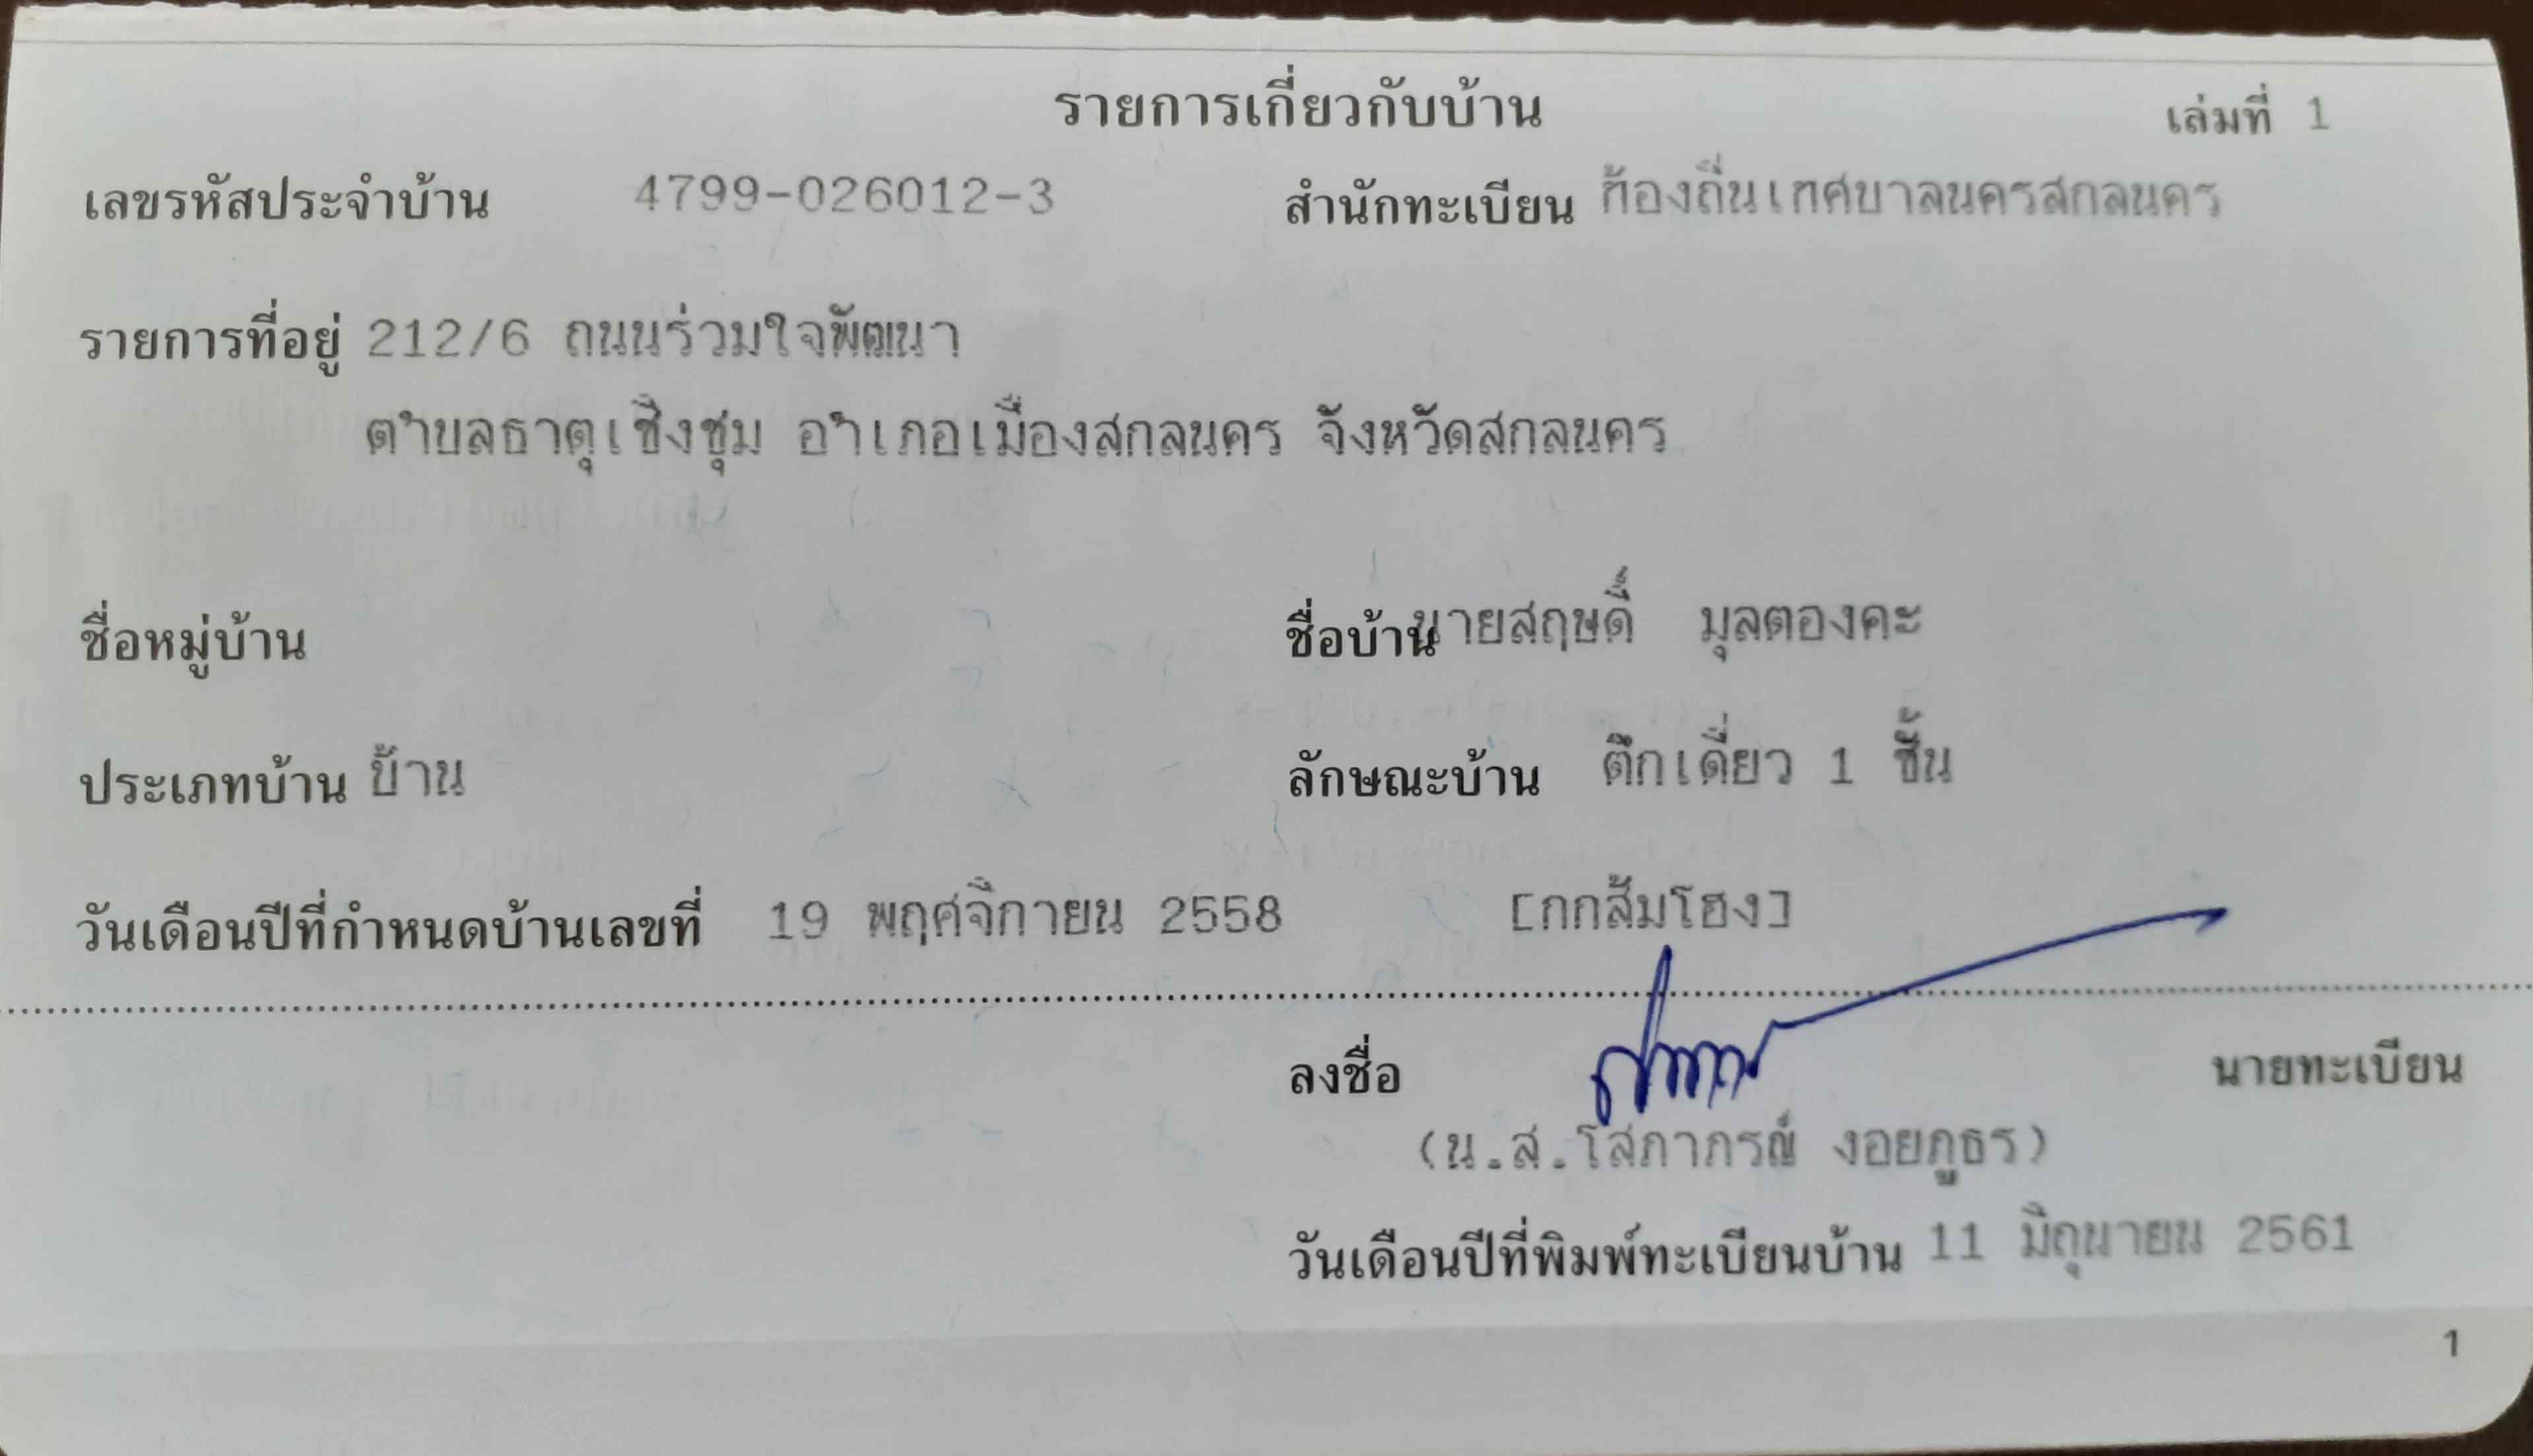 รายการเกี่ยวกับบ้าน เล่มที่ 1
เลขรหัสประจำบ้าน 4799-026012-3 สำนักทะเบียน ท้องถิ่นเทศบาลนครสกลนคร
รายการที่อยู่ 212/6 ถนนร่วมใจพัฒนา
ตำบลธาตุเชิงชุม อำเภอเมืองสกลนคร จังหวัดสกลนคร
ชื่อหมู่บ้าน ชื่อบ้าน นายสฤษดิ์ มุลตองคะ
ประเภทบ้าน บ้าน ลักษณะบ้าน ตึกเดี่ยว 1 ชั้น
วันเดือนปีที่กำหนดบ้านเลขที่ 19 พฤศจิกายน 2558 [กกส้มโฮง]
ลงชื่อ นายทะเบียน
(น.ส.โสภาภรณ์ งอยภูธร)
วันเดือนปีที่พิมพ์ทะเบียนบ้าน 11 มิถุนายน 2561
1